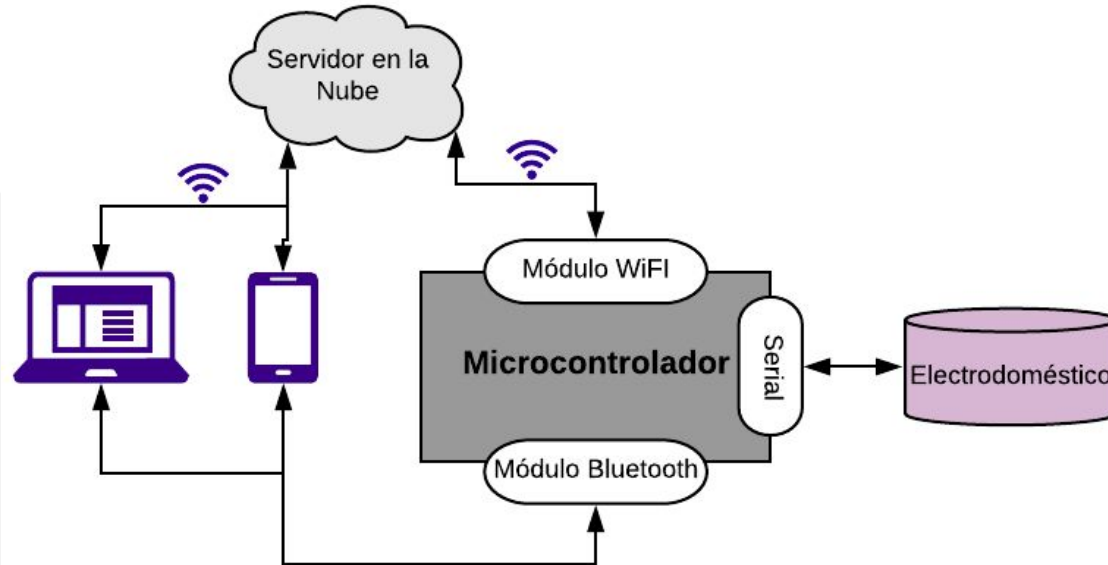 Servidor en la
Nube
Módulo WiFI
Microcontrolador
Serial
Electrodoméstico
Módulo Bluetooth